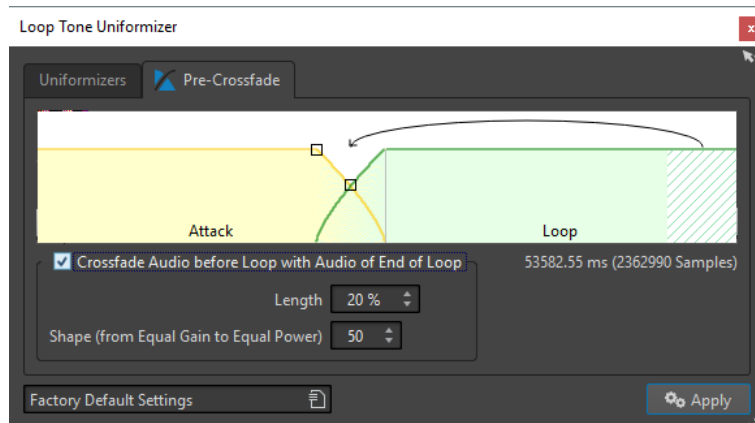 Loop Tone Uniformizer
x
Uniformizers
Pre-Crossfade
Attack
Loop
Crossfade Audio before Loop with Audio of End of Loop
53582.55 ms (2362990 Samples)
Length 20 %
Shape (from Equal Gain to Equal Power) 50
Factory Default Settings
Apply